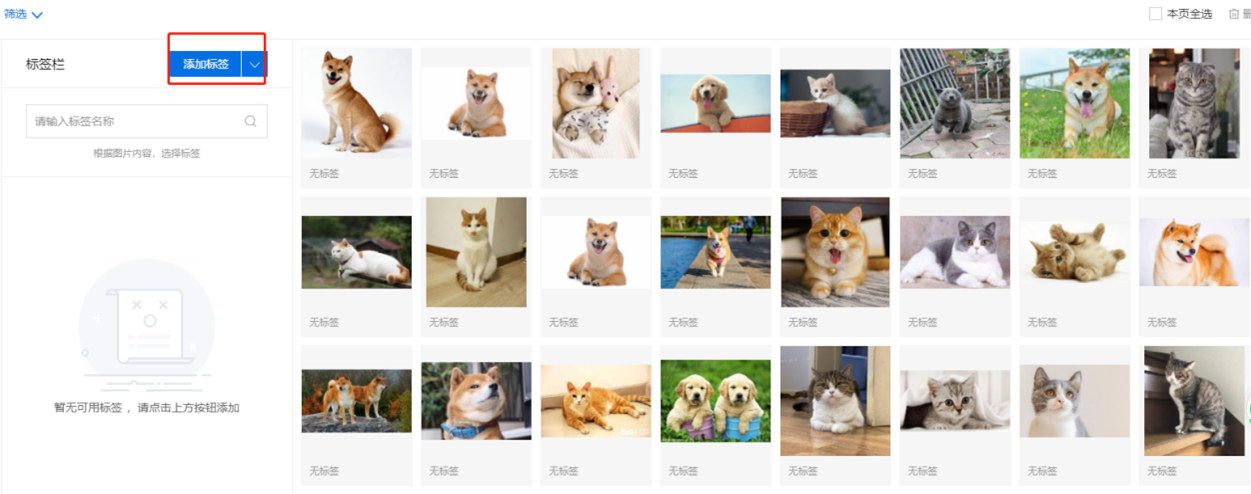 筛选
本页全选
标签栏
添加标签
请输入标签名称
根据图片内容，选择标签
无标签 无标签 无标签 无标签 无标签 无标签 无标签 无标签
无标签 无标签 无标签 无标签 无标签 无标签 无标签 无标签
暂无可用标签 ，请点击上方按钮添加
无标签 无标签 无标签 无标签 无标签 无标签 无标签 无标签